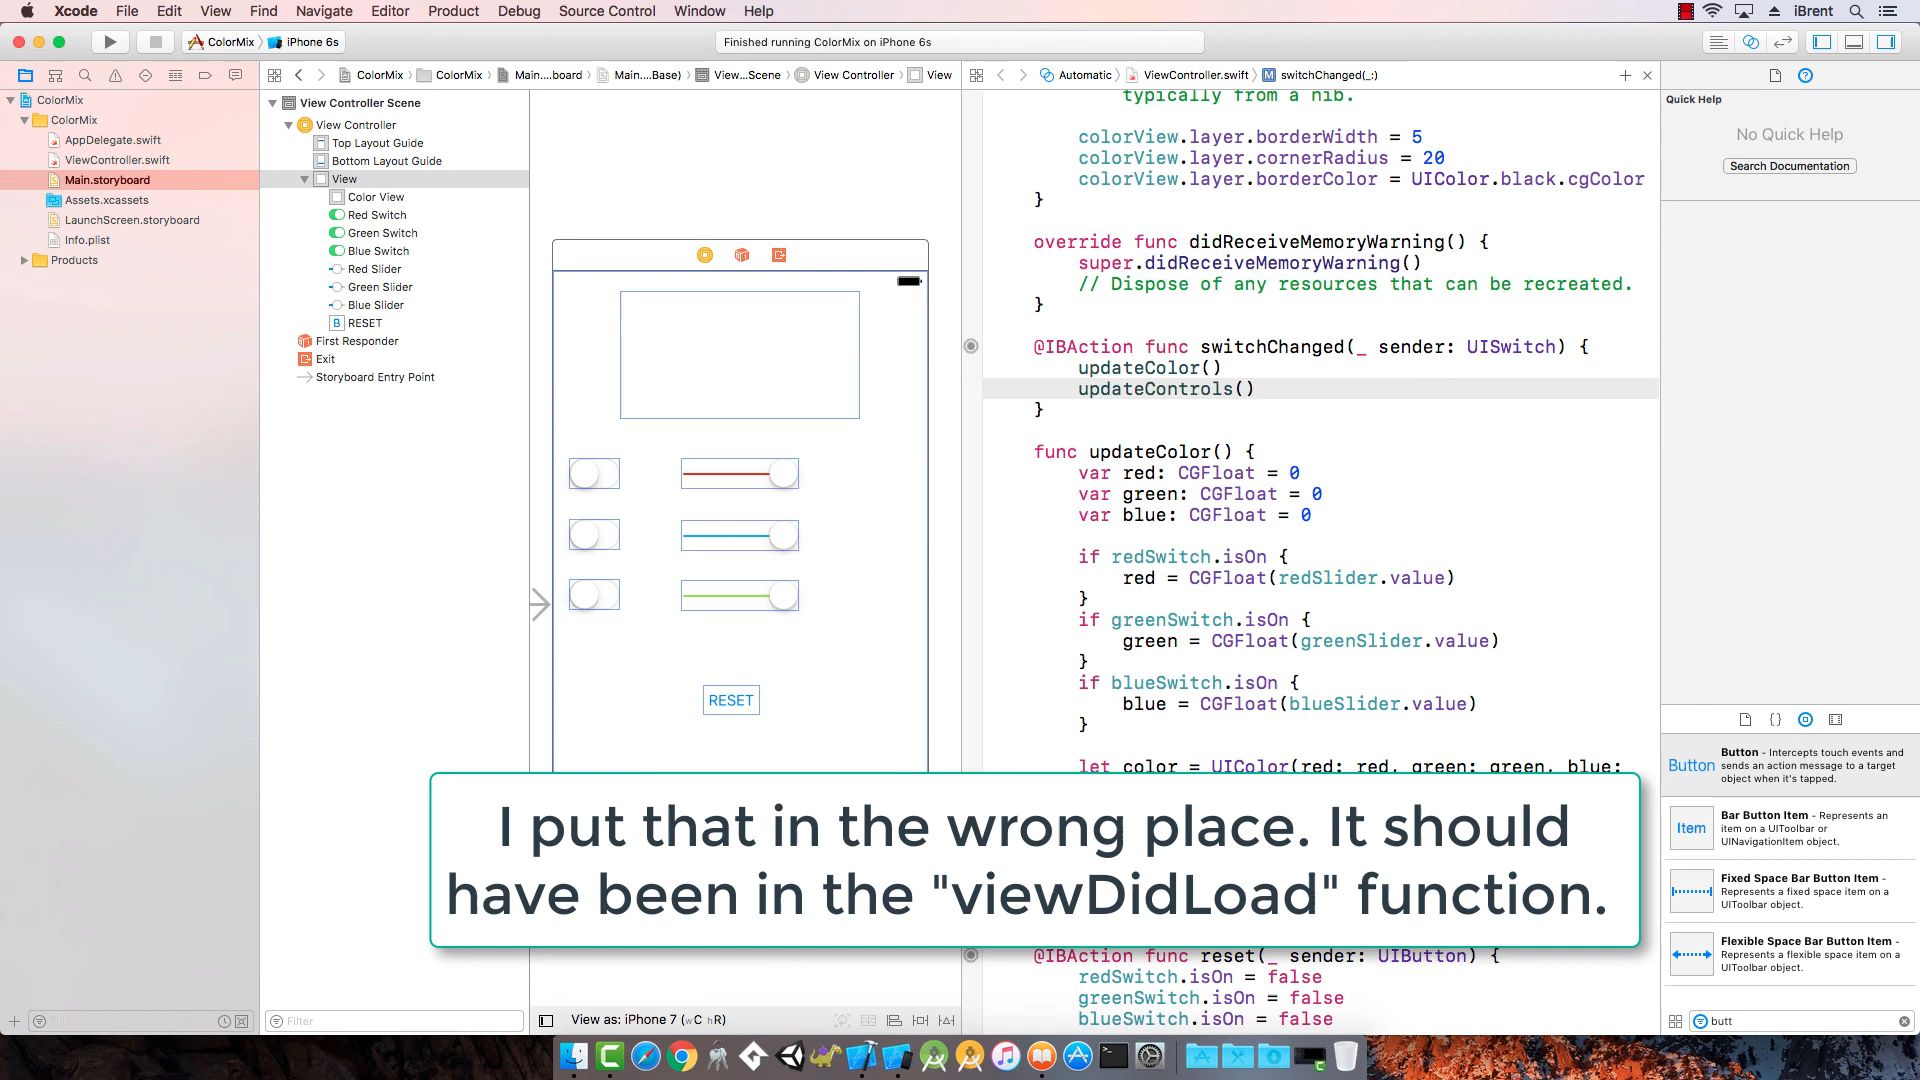 Xcode File Edit View Find Navigate Editor Product Debug Source Control Window Help iBrent
ColorMix iPhone 6s
Finished running ColorMix on iPhone 6s
ColorMix ColorMix Main....board Main....Base) View...Scene View Controller View
Automatic ViewController.swift switchChanged(_:)
ColorMix
ColorMix
AppDelegate.swift
ViewController.swift
Main.storyboard
Assets.xcassets
LaunchScreen.storyboard
Info.plist
Products
View Controller Scene
View Controller
Top Layout Guide
Bottom Layout Guide
View
Color View
Red Switch
Green Switch
Blue Switch
Red Slider
Green Slider
Blue Slider
B RESET
First Responder
Exit
Storyboard Entry Point
RESET
typically from a nib.
colorView.layer.borderWidth = 5
colorView.layer.cornerRadius = 20
colorView.layer.borderColor = UIColor.black.cgColor
}
override func didReceiveMemoryWarning() {
super.didReceiveMemoryWarning()
// Dispose of any resources that can be recreated.
}
@IBAction func switchChanged(_ sender: UISwitch) {
updateColor()
updateControls()
}
func updateColor() {
var red: CGFloat = 0
var green: CGFloat = 0
var blue: CGFloat = 0
if redSwitch.isOn {
red = CGFloat(redSlider.value)
}
if greenSwitch.isOn {
green = CGFloat(greenSlider.value)
}
if blueSwitch.isOn {
blue = CGFloat(blueSlider.value)
}
let color = UIColor(red: red, green: green, blue:
I put that in the wrong place. It should
have been in the "viewDidLoad" function.
@IBAction func reset(_ sender: UIButton) {
redSwitch.isOn = false
greenSwitch.isOn = false
blueSwitch.isOn = false
Quick Help
No Quick Help
Search Documentation
Button
Button - Intercepts touch events and
sends an action message to a target
object when it's tapped.
Item
Bar Button Item - Represents an
item on a UIToolbar or
UINavigationItem object.
Fixed Space Bar Button Item -
Represents a fixed space item on a
UIToolbar object.
Flexible Space Bar Button Item -
Represents a flexible space item on a
UIToolbar object.
Filter
Filter
View as: iPhone 7 (wC hR)
butt